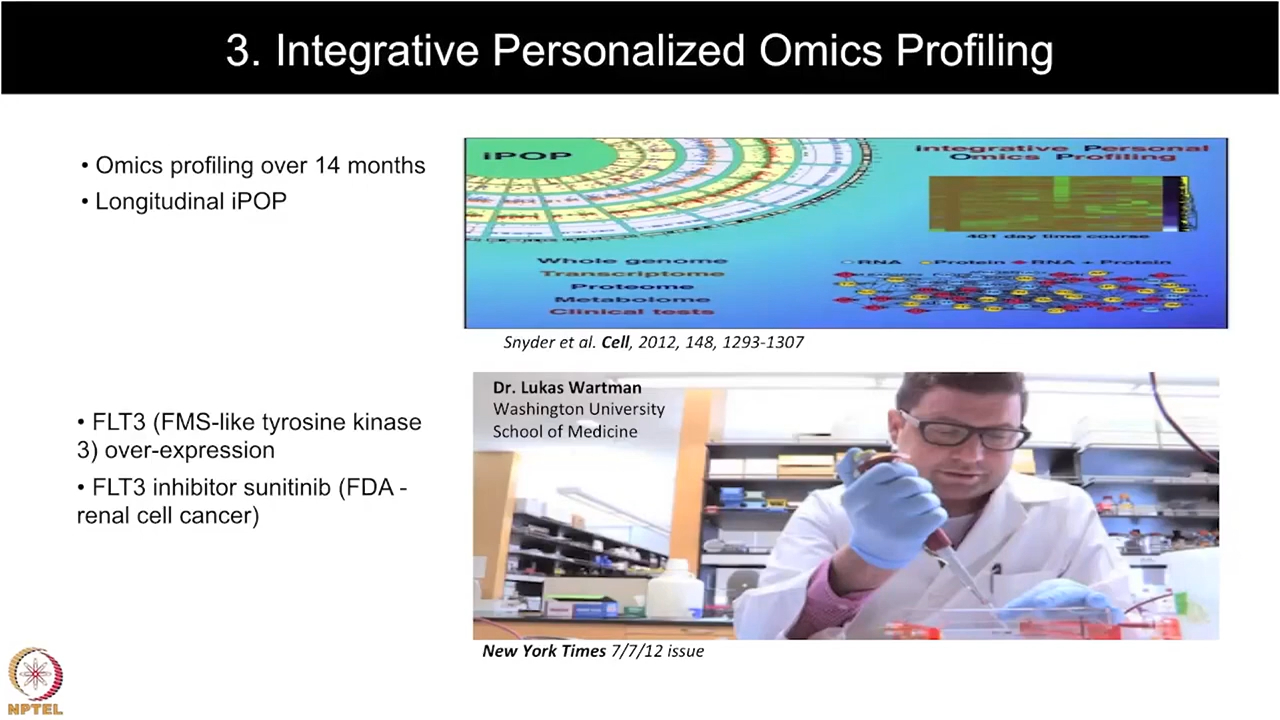 3. Integrative Personalized Omics Profiling
• Omics profiling over 14 months
• Longitudinal iPOP
iPOP
Integrative Personal
Omics Profiling
401 day time course
Whole genome
Transcriptome
Proteome
Metabolome
Clinical tests
RNA Protein RNA + Protein
Snyder et al. Cell, 2012, 148, 1293-1307
• FLT3 (FMS-like tyrosine kinase
3) over-expression
• FLT3 inhibitor sunitinib (FDA -
renal cell cancer)
Dr. Lukas Wartman
Washington University
School of Medicine
New York Times 7/7/12 issue
NPTEL